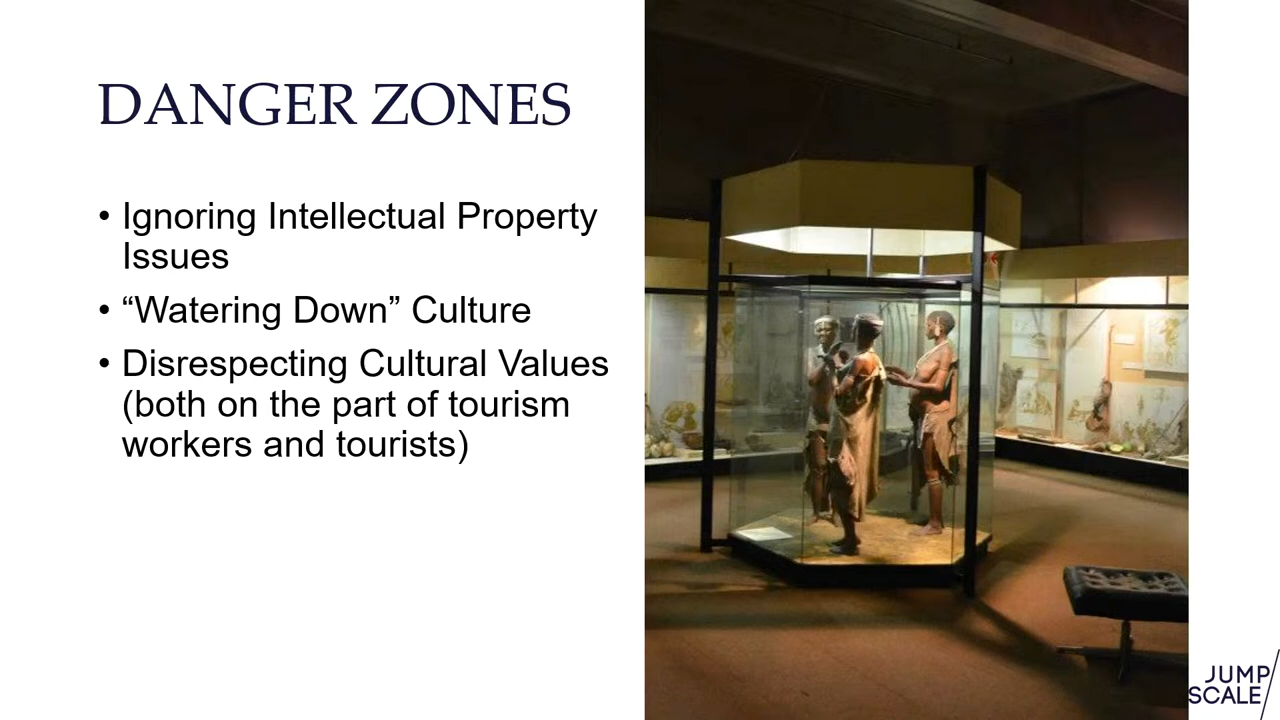 DANGER ZONES
• Ignoring Intellectual Property
Issues
• “Watering Down” Culture
• Disrespecting Cultural Values
(both on the part of tourism
workers and tourists)
JUMP
SCALE